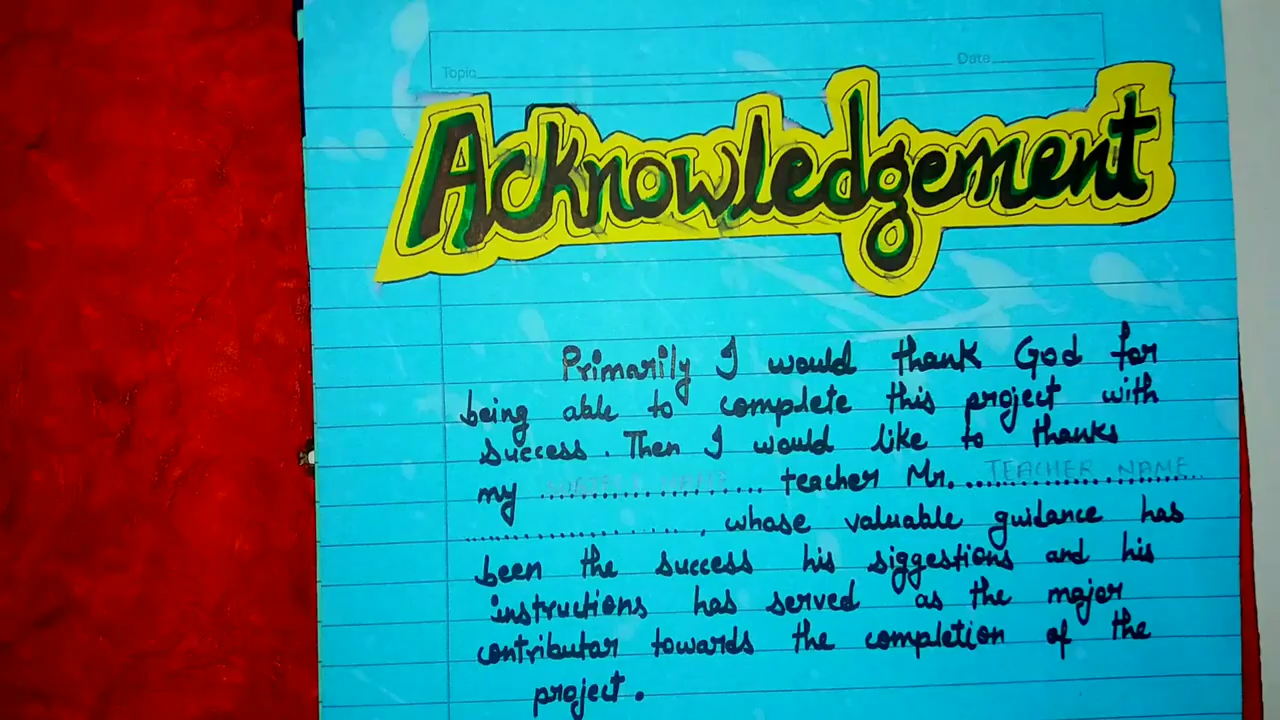 Topic Date
Acknowledgement
Primarily I would thank God for
being able to complete this project with
success. Then I would like to thanks
my .................... teacher Mr. TEACHER NAME
...................., whose valuable guidance has
been the success his siggestions and his
instructions has served as the major
contributar towards the completion of the
project.